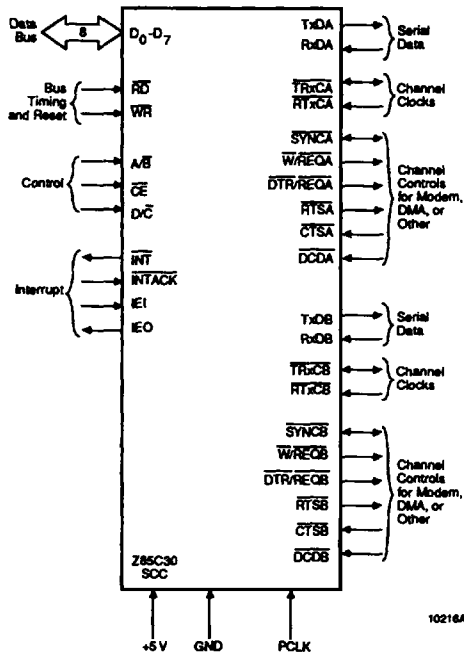 Data Bus
8
D0-D7
Bus Timing and Reset
RD
WR
Control
A/B
CE
D/C
Interrupt
INT
INTACK
IEI
IEO
TxDA
RxDA
Serial Data
TRxCA
RTxCA
Channel Clocks
SYNCA
W/REQA
DTR/REQA
RTSA
CTSA
DCDA
Channel Controls for Modem, DMA, or Other
TxDB
RxDB
Serial Data
TRxCB
RTxCB
Channel Clocks
SYNCB
W/REQB
DTR/REQB
RTSB
CTSB
DCDB
Channel Controls for Modem, DMA, or Other
Z85C30
SCC
+5 V
GND
PCLK
10216A